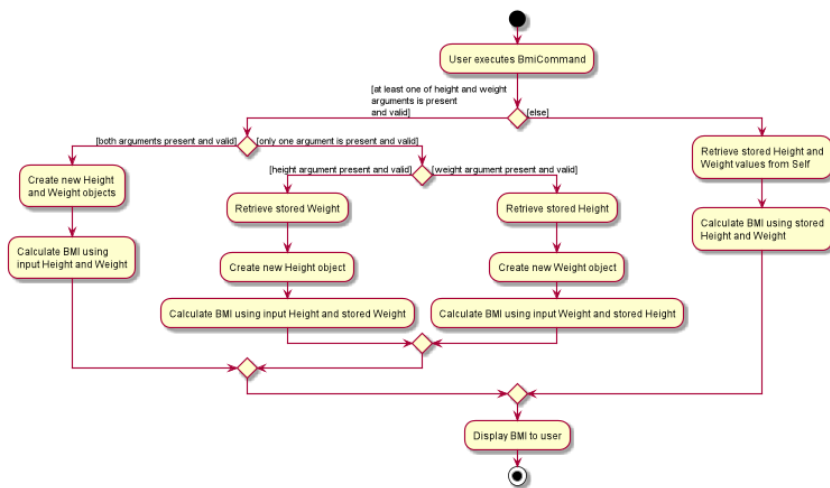 User executes BmiCommand
[at least one of height and weight
arguments is present
and valid]
[else]
[both arguments present and valid]
[only one argument is present and valid]
Retrieve stored Height and
Weight values from Self
[height argument present and valid]
[weight argument present and valid]
Create new Height
and Weight objects
Retrieve stored Weight
Retrieve stored Height
Calculate BMI using stored
Height and Weight
Calculate BMI using
input Height and Weight
Create new Height object
Create new Weight object
Calculate BMI using input Height and stored Weight
Calculate BMI using input Weight and stored Height
Display BMI to user